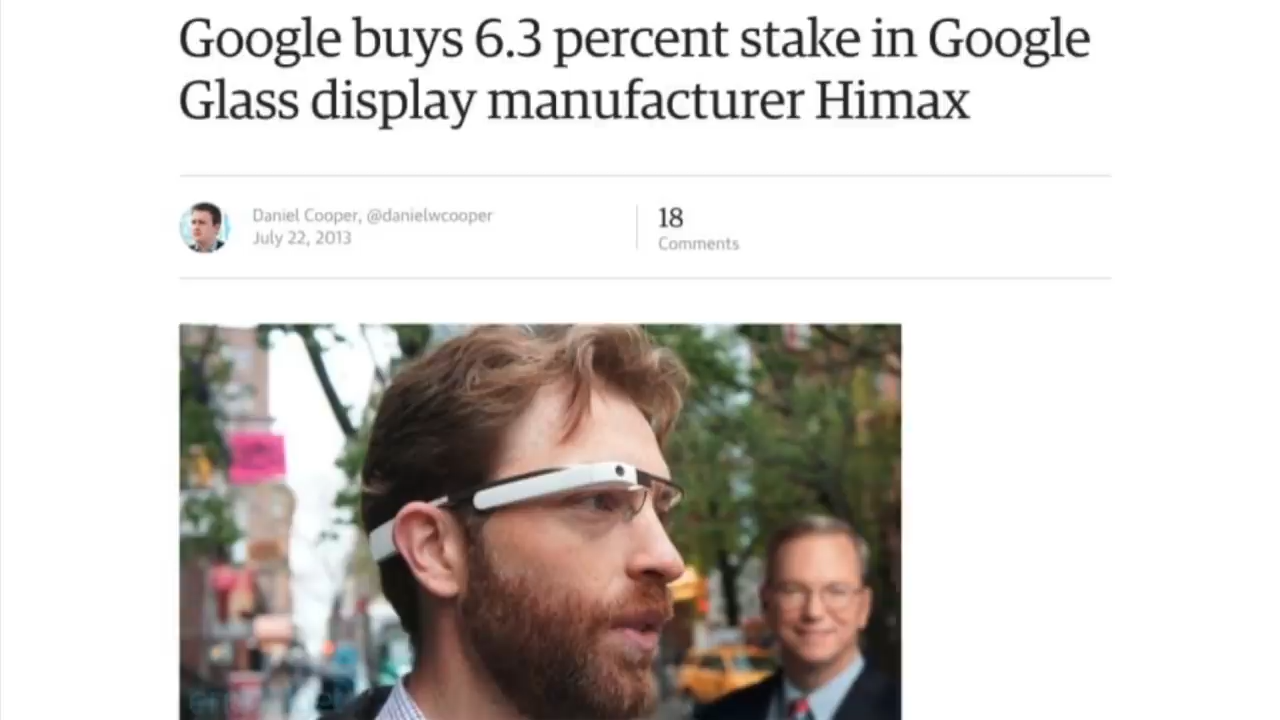 Google buys 6.3 percent stake in Google
Glass display manufacturer Himax
Daniel Cooper, @danielwcooper
July 22, 2013
18
Comments